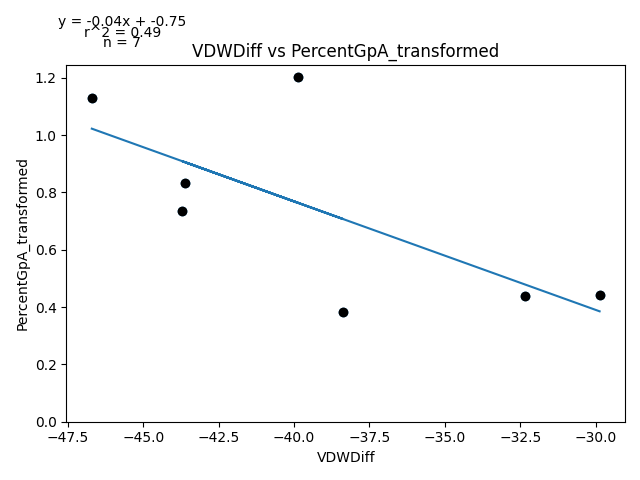 y = -0.04x + -0.75
r^2 = 0.49
n = 7
VDWDiff vs PercentGpA_transformed
1.2
1.0
0.8
0.6
0.4
0.2
0.0
PercentGpA_transformed
−47.5 −45.0 −42.5 −40.0 −37.5 −35.0 −32.5 −30.0
VDWDiff